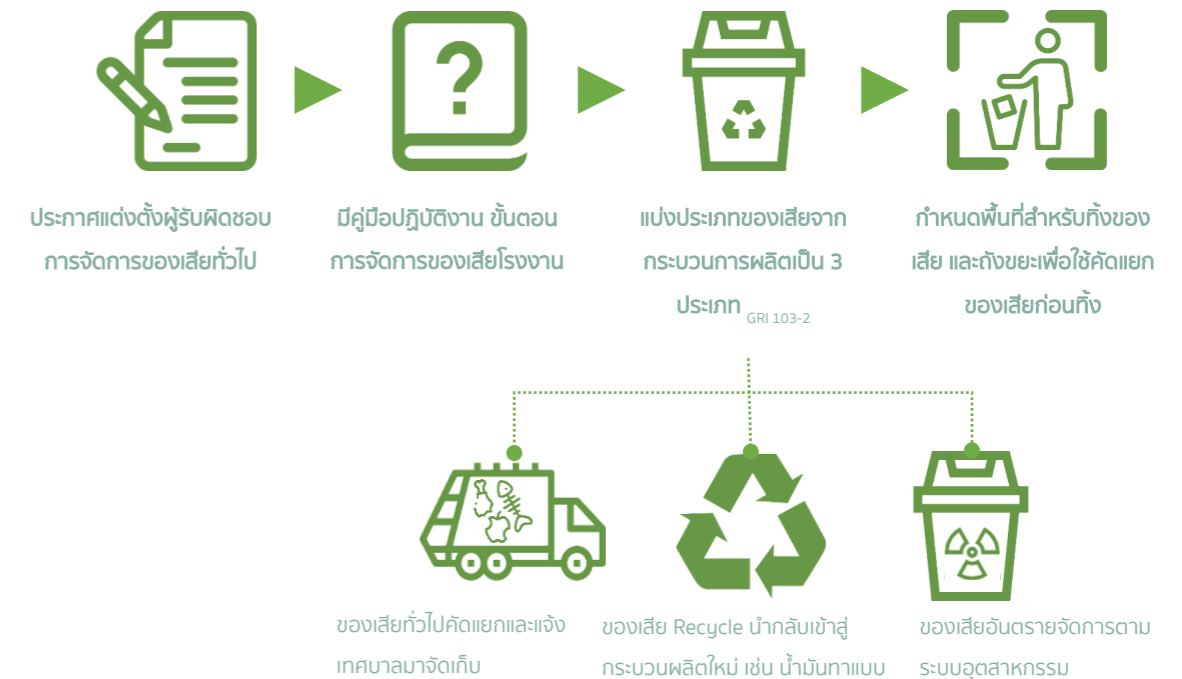 ?
ประกาศแต่งตั้งผู้รับผิดชอบ
การจัดการของเสียทั่วไป
มีคู่มือปฏิบัติงาน ขั้นตอน
การจัดการของเสียโรงงาน
แบ่งประเภทของเสียจาก
กระบวนการผลิตเป็น 3
ประเภท GRI 103-2
กำหนดพื้นที่สำหรับทิ้งของ
เสีย และถังขยะเพื่อใช้คัดแยก
ของเสียก่อนทิ้ง
ของเสียทั่วไปคัดแยกและแจ้ง
เทศบาลมาจัดเก็บ
ของเสีย Recycle นำกลับเข้าสู่
กระบวนผลิตใหม่ เช่น น้ำมันทาแบบ
ของเสียอันตรายจัดการตาม
ระบบอุตสาหกรรม